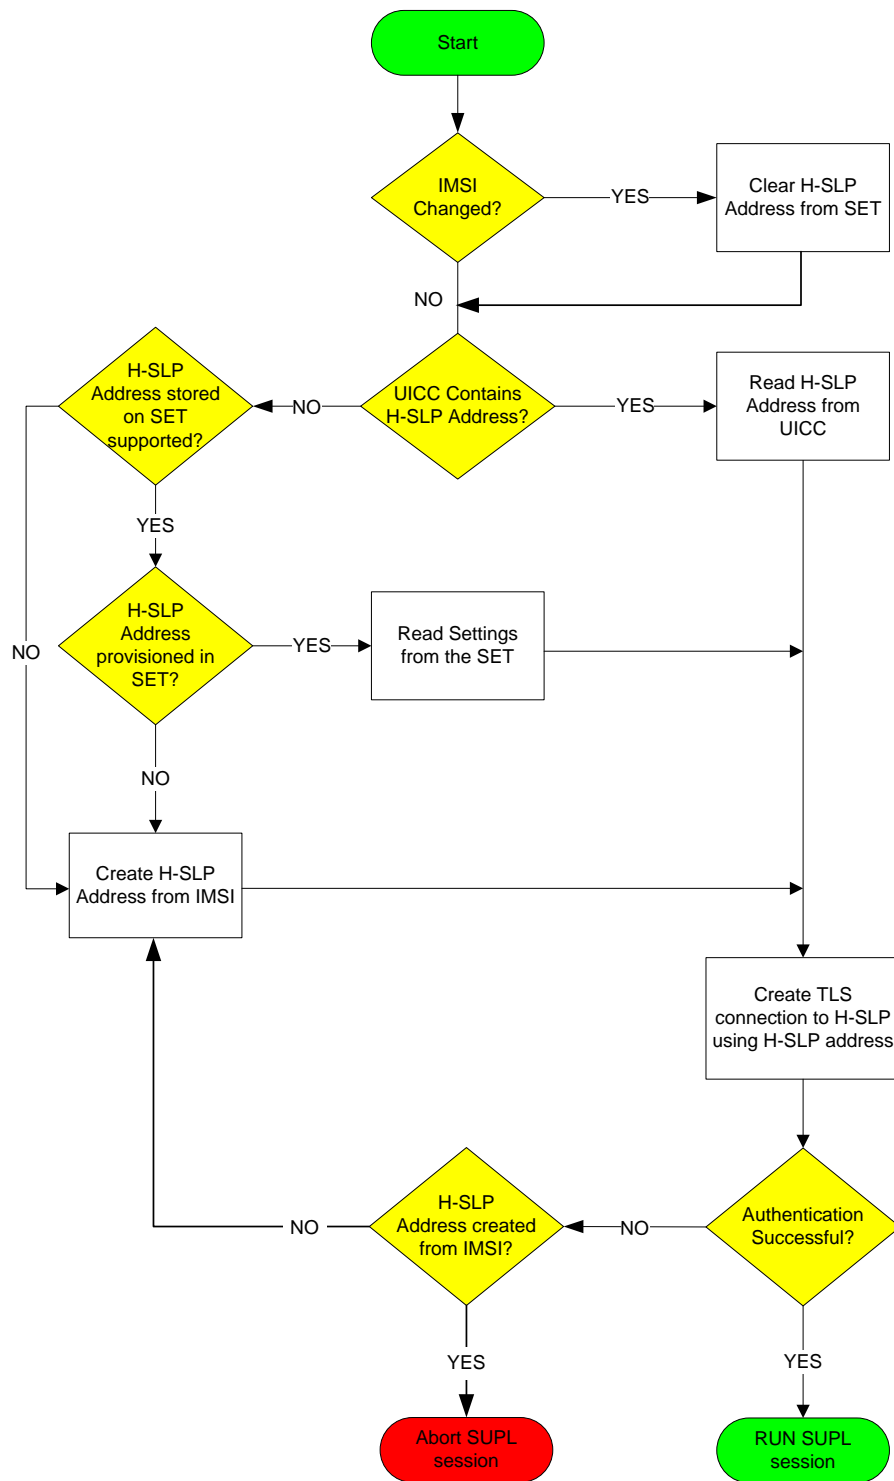 Start
IMSI
Changed?
YES
Clear H-SLP
Address from SET
NO
H-SLP
Address stored
on SET
supported?
NO
UICC Contains
H-SLP Address?
YES
Read H-SLP
Address from
UICC
YES
NO
H-SLP
Address
provisioned in
SET?
YES
Read Settings
from the SET
NO
Create H-SLP
Address from IMSI
Create TLS
connection to H-SLP
using H-SLP address
NO
H-SLP
Address created
from IMSI?
NO
Authentication
Successful?
YES
YES
Abort SUPL
session
RUN SUPL
session